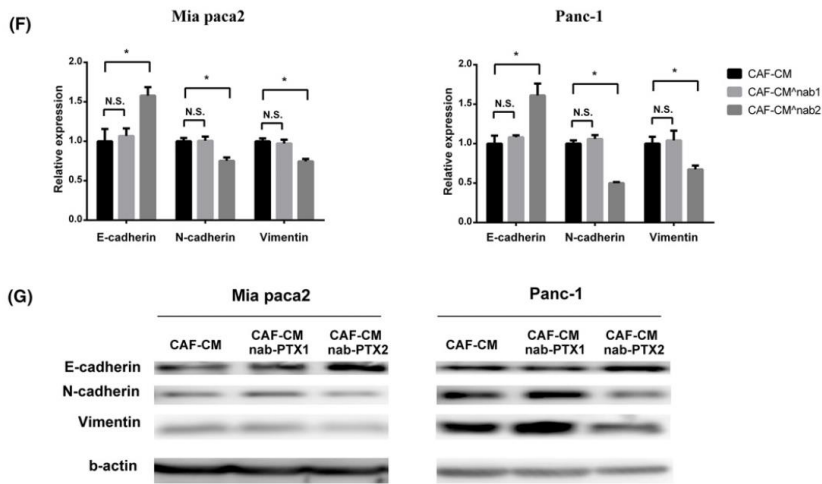 (F)
Mia paca2
Panc-1
2.0
1.5
1.0
0.5
0.0
Relative expression
*
*
*
N.S.
N.S.
N.S.
E-cadherin N-cadherin Vimentin
2.0
1.5
1.0
0.5
0.0
Relative expression
*
*
*
N.S.
N.S.
N.S.
E-cadherin N-cadherin Vimentin
CAF-CM
CAF-CM^nab1
CAF-CM^nab2
(G)
Mia paca2
Panc-1
CAF-CM
CAF-CM
nab-PTX1
CAF-CM
nab-PTX2
CAF-CM
CAF-CM
nab-PTX1
CAF-CM
nab-PTX2
E-cadherin
N-cadherin
Vimentin
b-actin